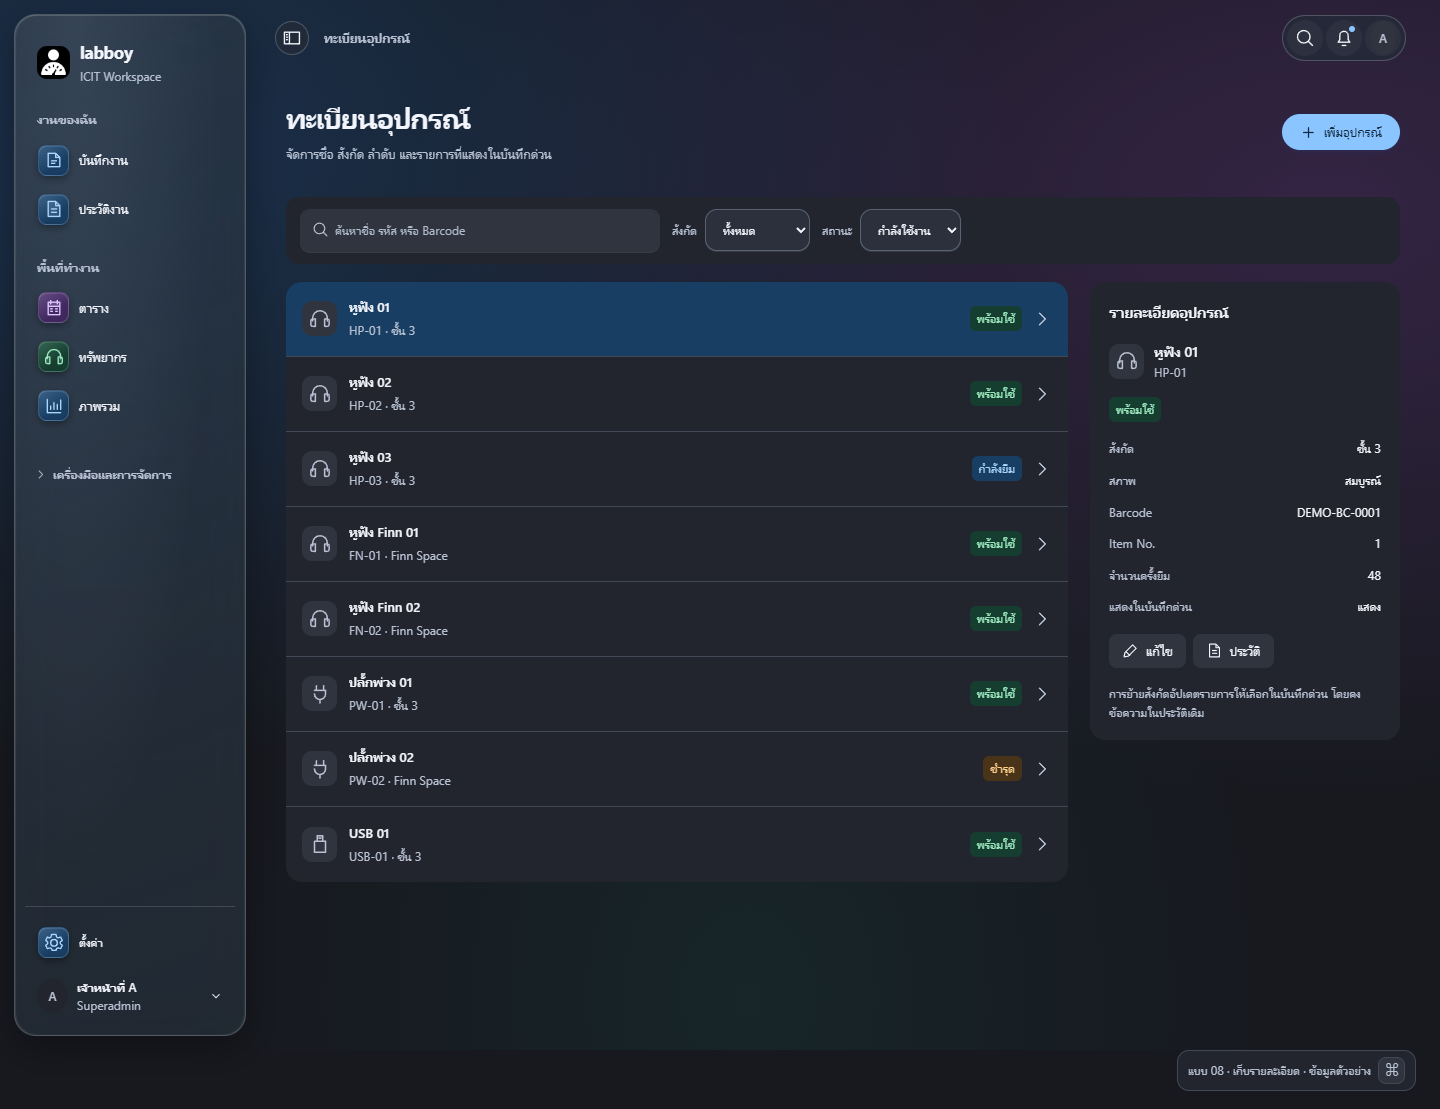 labboy
ICIT Workspace
งานของฉัน
บันทึกงาน
ประวัติงาน
พื้นที่ทำงาน
ตาราง
ทรัพยากร
ภาพรวม
เครื่องมือและการจัดการ
ตั้งค่า
A
เจ้าหน้าที่ A
Superadmin
ทะเบียนอุปกรณ์
A
ทะเบียนอุปกรณ์
จัดการชื่อ สังกัด ลำดับ และรายการที่แสดงในบันทึกด่วน
เพิ่มอุปกรณ์
ค้นหาชื่อ รหัส หรือ Barcode
สังกัด
ทั้งหมด
สถานะ
กำลังใช้งาน
หูฟัง 01
HP-01 · ชั้น 3
พร้อมใช้
หูฟัง 02
HP-02 · ชั้น 3
พร้อมใช้
หูฟัง 03
HP-03 · ชั้น 3
กำลังยืม
หูฟัง Finn 01
FN-01 · Finn Space
พร้อมใช้
หูฟัง Finn 02
FN-02 · Finn Space
พร้อมใช้
ปลั๊กพ่วง 01
PW-01 · ชั้น 3
พร้อมใช้
ปลั๊กพ่วง 02
PW-02 · Finn Space
ชำรุด
USB 01
USB-01 · ชั้น 3
พร้อมใช้
รายละเอียดอุปกรณ์
หูฟัง 01
HP-01
พร้อมใช้
สังกัด ชั้น 3
สภาพ สมบูรณ์
Barcode DEMO-BC-0001
Item No. 1
จำนวนครั้งยืม 48
แสดงในบันทึกด่วน แสดง
แก้ไข
ประวัติ
การย้ายสังกัดอัปเดตรายการให้เลือกในบันทึกด่วน โดยคง
ข้อความในประวัติเดิม
แบบ 08 · เก็บรายละเอียด · ข้อมูลตัวอย่าง ⌘